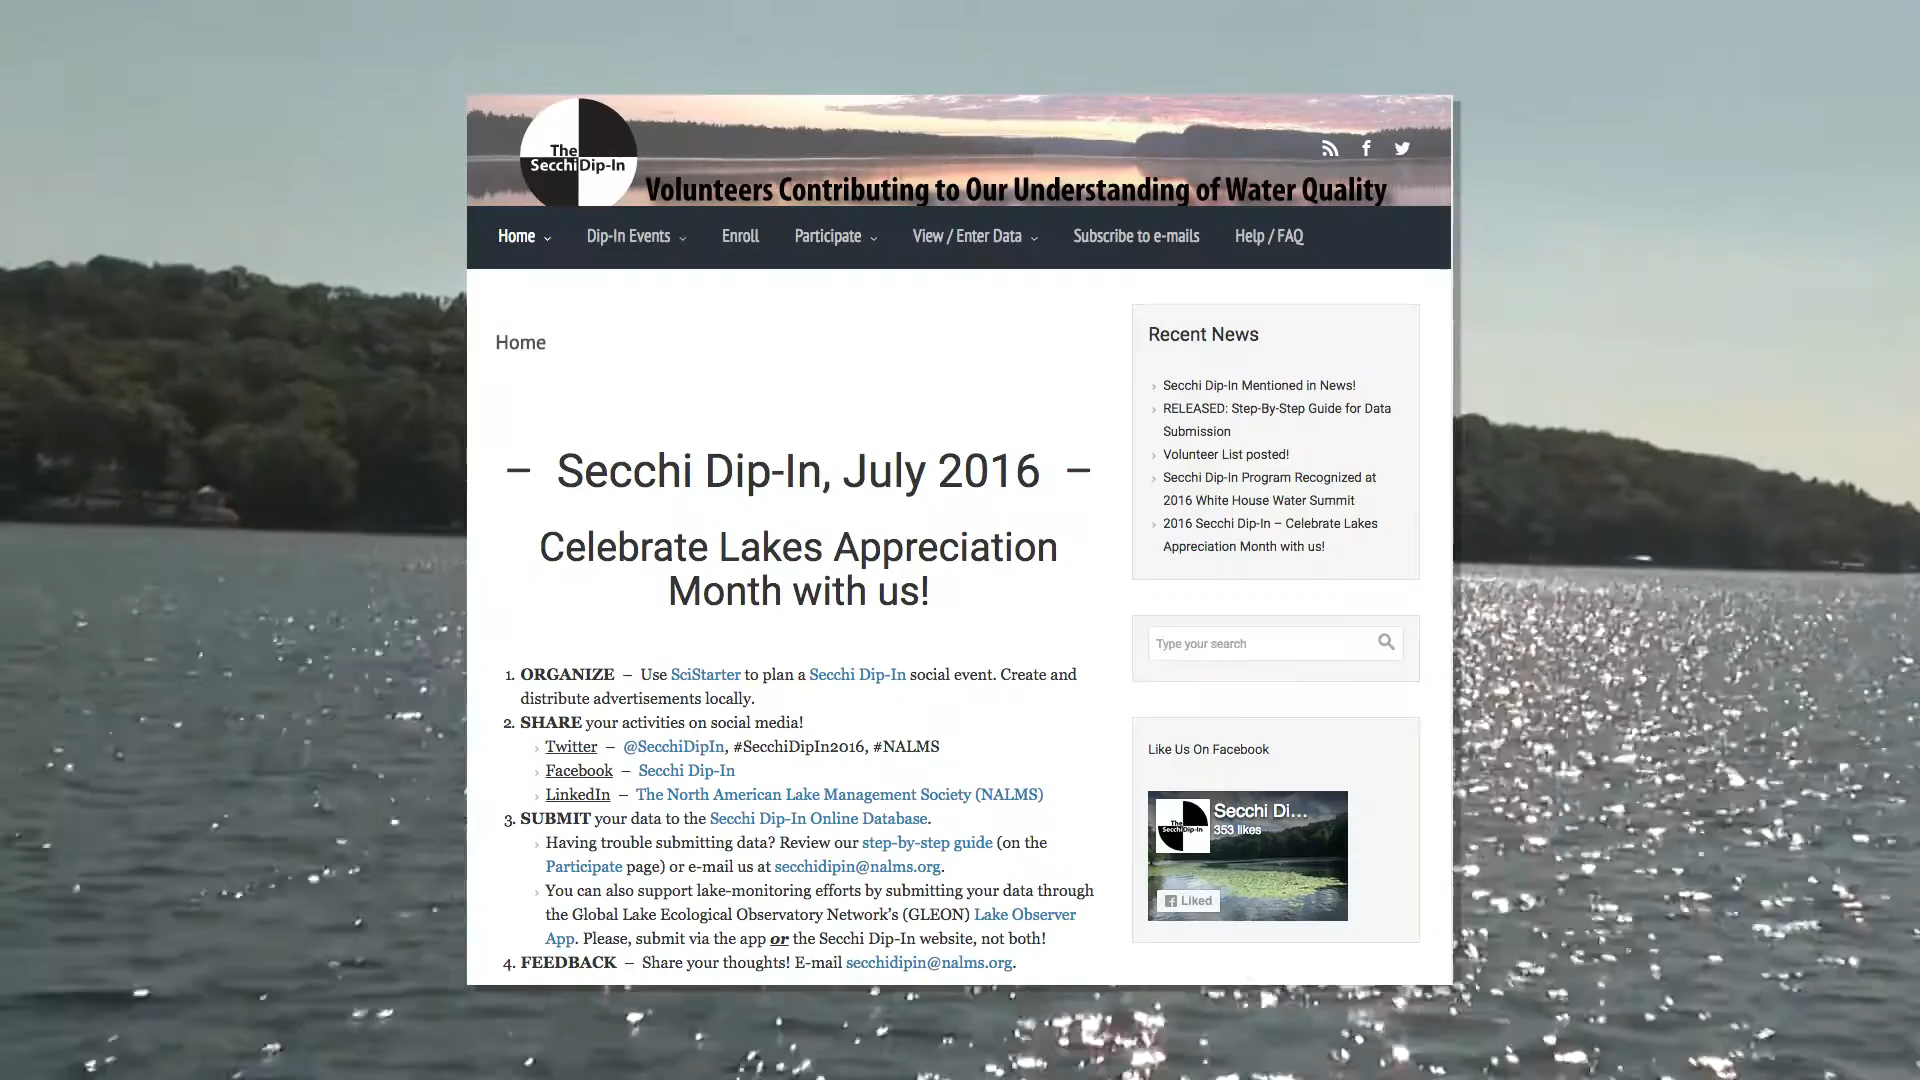 The
SecchiDip-In
Volunteers Contributing to Our Understanding of Water Quality
Home
Dip-In Events
Enroll
Participate
View / Enter Data
Subscribe to e-mails
Help / FAQ
Home
– Secchi Dip-In, July 2016 –
Celebrate Lakes Appreciation
Month with us!
1. ORGANIZE – Use SciStarter to plan a Secchi Dip-In social event. Create and
distribute advertisements locally.
2. SHARE your activities on social media!
› Twitter – @SecchiDipIn, #SecchiDipIn2016, #NALMS
› Facebook – Secchi Dip-In
› LinkedIn – The North American Lake Management Society (NALMS)
3. SUBMIT your data to the Secchi Dip-In Online Database.
› Having trouble submitting data? Review our step-by-step guide (on the
Participate page) or e-mail us at secchidipin@nalms.org.
› You can also support lake-monitoring efforts by submitting your data through
the Global Lake Ecological Observatory Network’s (GLEON) Lake Observer
App. Please, submit via the app or the Secchi Dip-In website, not both!
4. FEEDBACK – Share your thoughts! E-mail secchidipin@nalms.org.
Recent News
› Secchi Dip-In Mentioned in News!
› RELEASED: Step-By-Step Guide for Data
Submission
› Volunteer List posted!
› Secchi Dip-In Program Recognized at
2016 White House Water Summit
› 2016 Secchi Dip-In – Celebrate Lakes
Appreciation Month with us!
Type your search
Like Us On Facebook
The
SecchiDip-In
Secchi Di...
353 likes
Liked